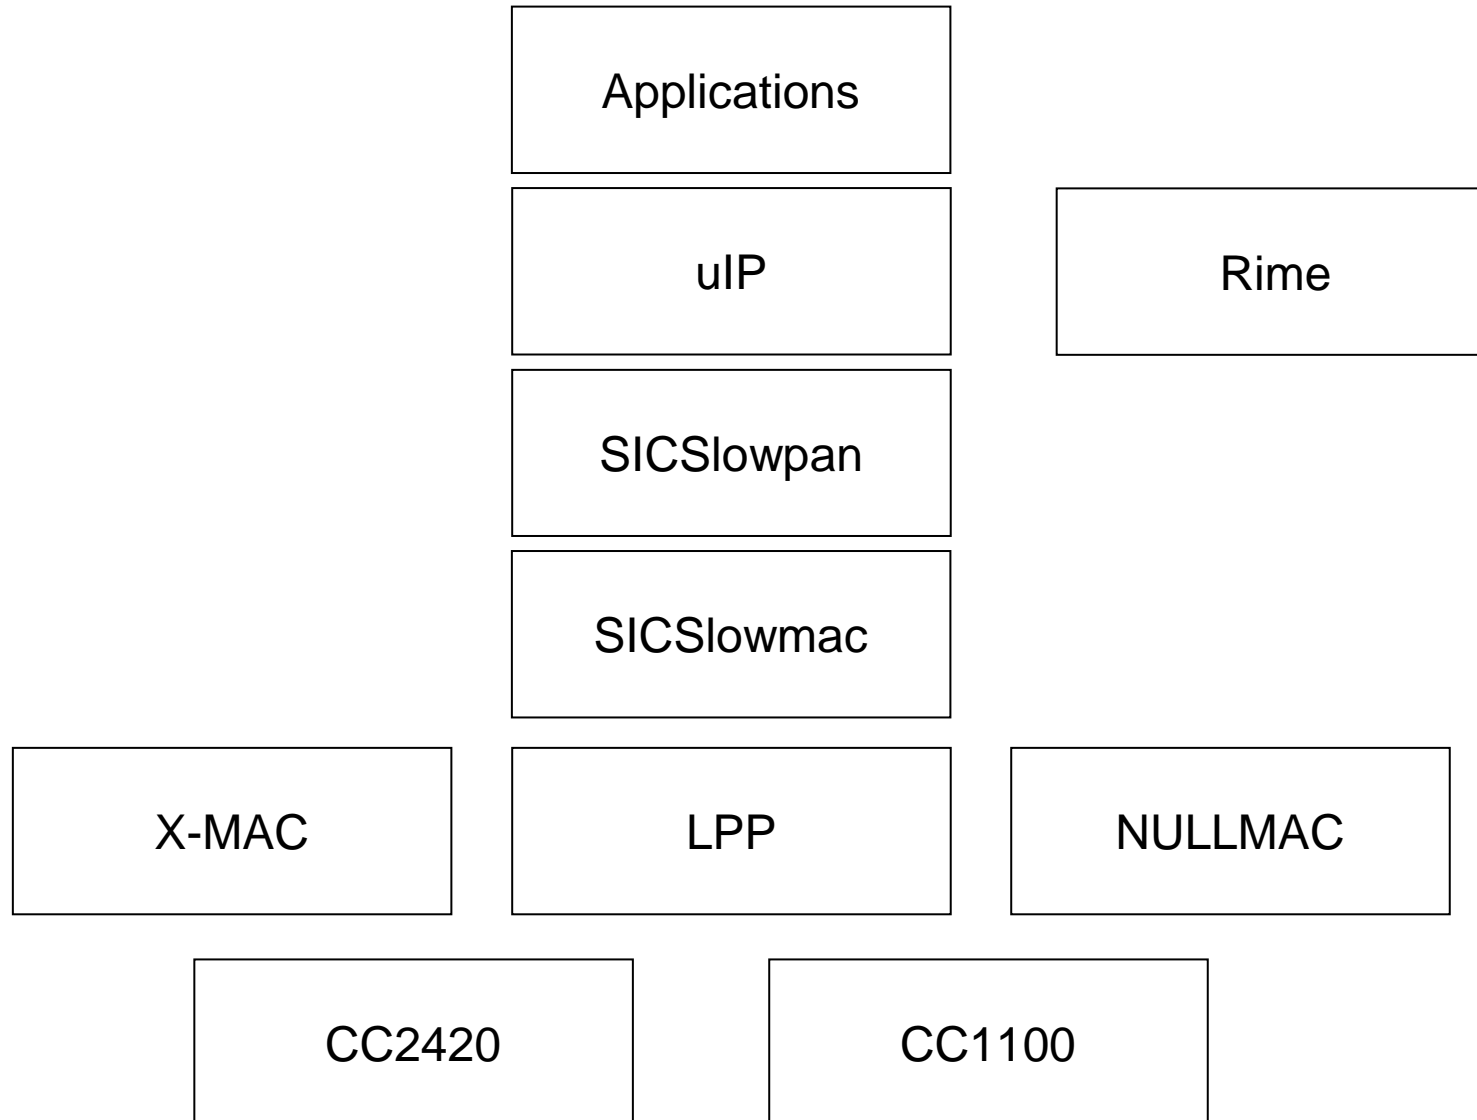 Applications
uIP
Rime
SICSlowpan
SICSlowmac
X-MAC
LPP
NULLMAC
CC2420
CC1100